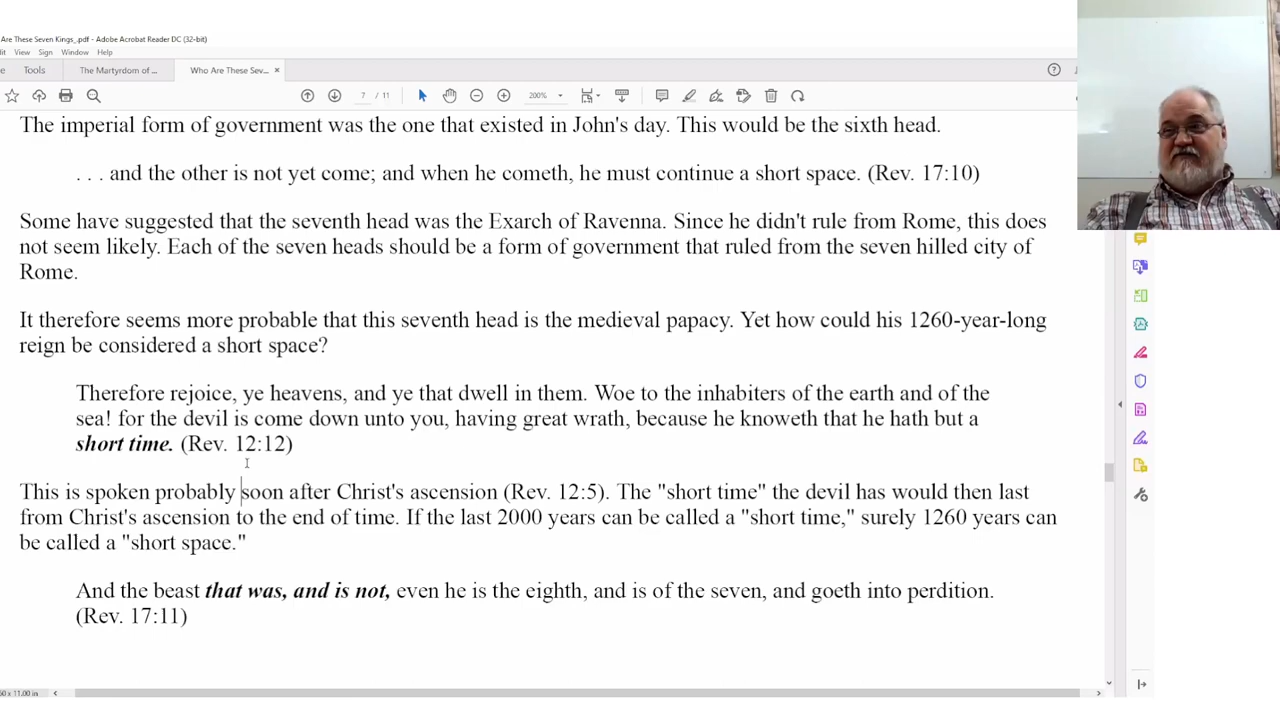 Are These Seven Kings_.pdf - Adobe Acrobat Reader DC (32-bit)
View Sign Window Help
Tools The Martyrdom of ... Who Are These Sev... ×
7 / 11 200%
The imperial form of government was the one that existed in John's day. This would be the sixth head.
. . . and the other is not yet come; and when he cometh, he must continue a short space. (Rev. 17:10)
Some have suggested that the seventh head was the Exarch of Ravenna. Since he didn't rule from Rome, this does
not seem likely. Each of the seven heads should be a form of government that ruled from the seven hilled city of
Rome.
It therefore seems more probable that this seventh head is the medieval papacy. Yet how could his 1260-year-long
reign be considered a short space?
Therefore rejoice, ye heavens, and ye that dwell in them. Woe to the inhabiters of the earth and of the
sea! for the devil is come down unto you, having great wrath, because he knoweth that he hath but a
short time. (Rev. 12:12)
This is spoken probably soon after Christ's ascension (Rev. 12:5). The "short time" the devil has would then last
from Christ's ascension to the end of time. If the last 2000 years can be called a "short time," surely 1260 years can
be called a "short space."
And the beast that was, and is not, even he is the eighth, and is of the seven, and goeth into perdition.
(Rev. 17:11)
x 11.00 in